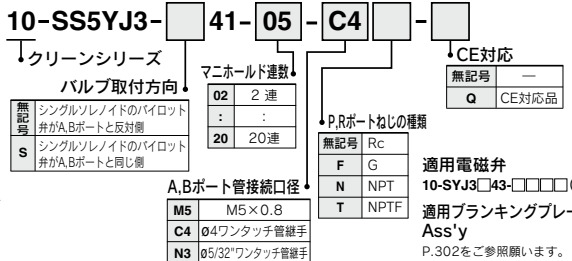 10-SS5YJ3-□41-05-C4□-□
クリーンシリーズ
バルブ取付方向
無記号 シングルソレノイドのパイロット弁がA,Bポートと反対側
S シングルソレノイドのパイロット弁がA,Bポートと同じ側
マニホールド連数
02 2 連
: :
20 20連
A,Bポート管接続口径
M5 M5×0.8
C4 Ø4ワンタッチ管継手
N3 Ø5/32"ワンタッチ管継手
P,Rポートねじの種類
無記号 Rc
F G
N NPT
T NPTF
CE対応
無記号 —
Q CE対応品
適用電磁弁
10-SYJ3□43-□□□□
適用ブランキングプレー
Ass'y
P.302をご参照願います。